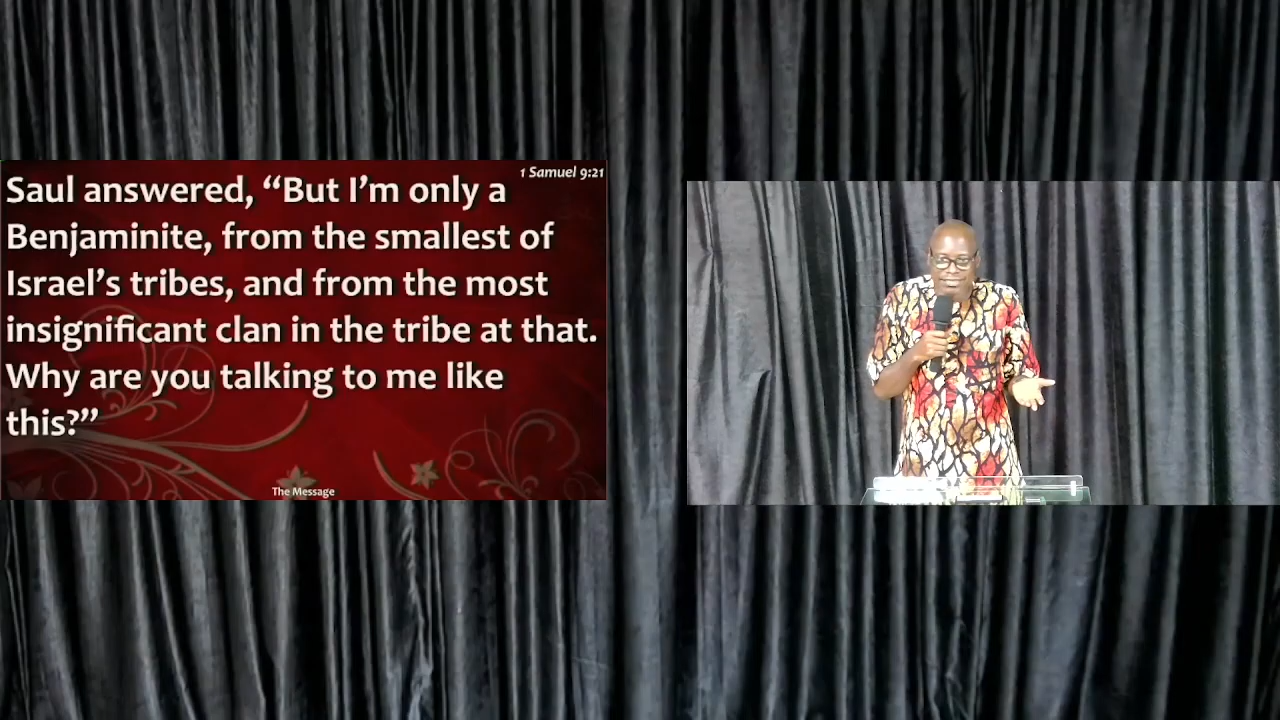 1 Samuel 9:21
Saul answered, “But I’m only a
Benjaminite, from the smallest of
Israel’s tribes, and from the most
insignificant clan in the tribe at that.
Why are you talking to me like
this?”
The Message